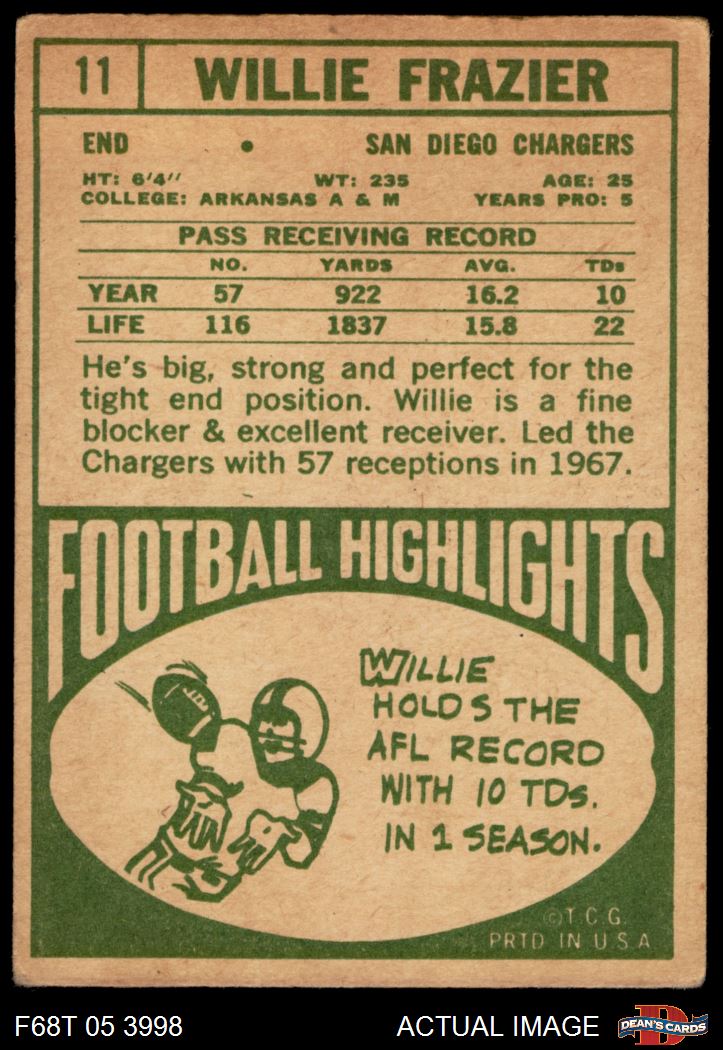 11 WILLIE FRAZIER
END • SAN DIEGO CHARGERS
HT: 6'4" WT: 235 AGE: 25
COLLEGE: ARKANSAS A & M YEARS PRO: 5
PASS RECEIVING RECORD
NO. YARDS AVG. TDs
YEAR 57 922 16.2 10
LIFE 116 1837 15.8 22
He's big, strong and perfect for the
tight end position. Willie is a fine
blocker & excellent receiver. Led the
Chargers with 57 receptions in 1967.
FOOTBALL HIGHLIGHTS
WILLIE
HOLDS THE
AFL RECORD
WITH 10 TDs.
IN 1 SEASON.
© T.C.G.
PRTD IN U S A
F68T 05 3998 ACTUAL IMAGE D DEAN'S CARDS